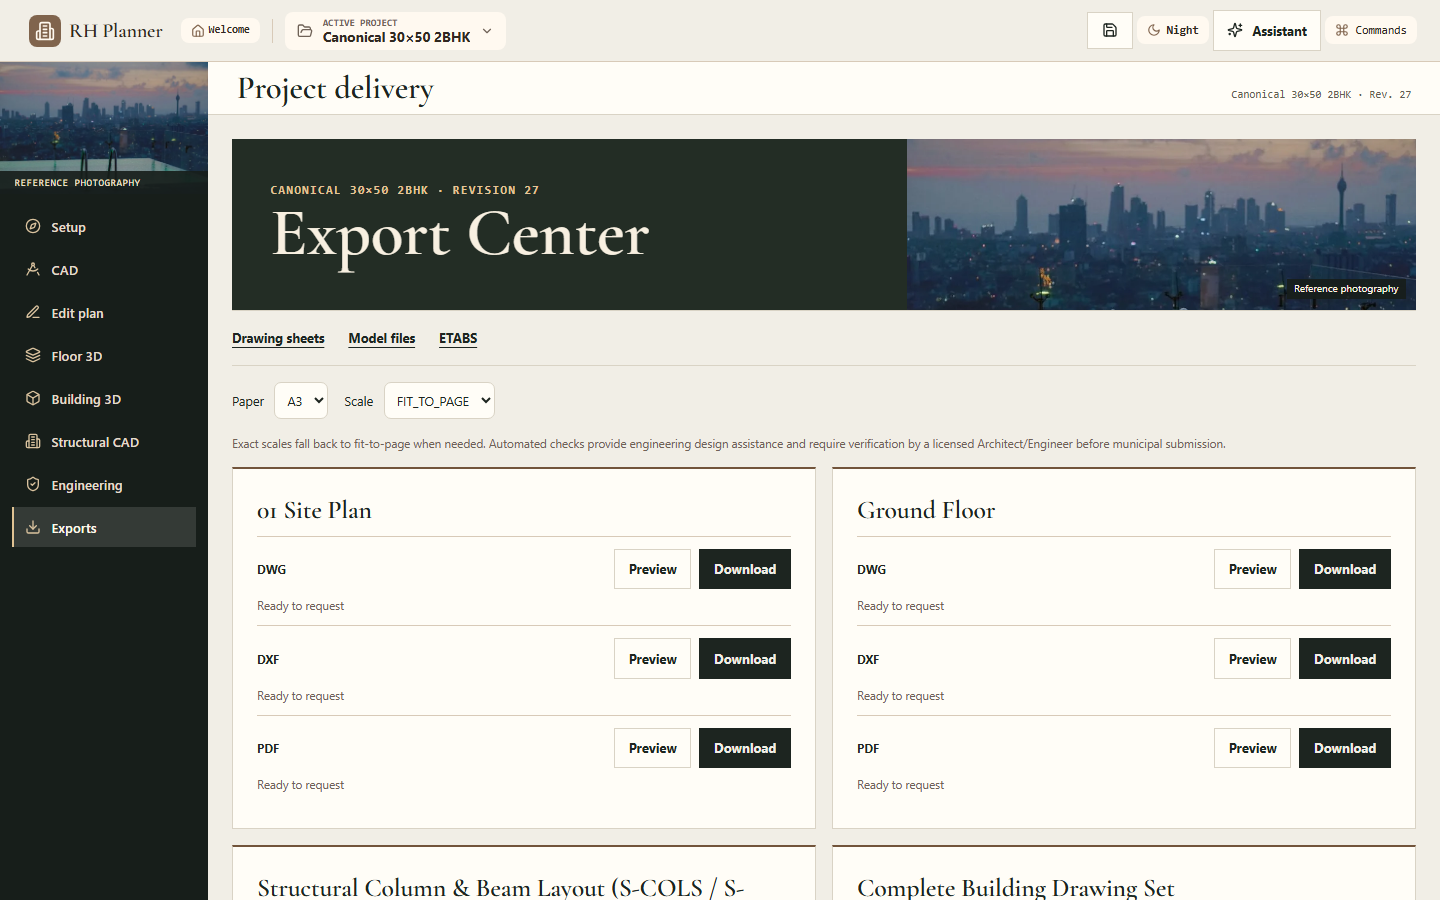 RH Planner
Welcome
ACTIVE PROJECT
Canonical 30×50 2BHK
Night
Assistant
Commands
REFERENCE PHOTOGRAPHY
Setup
CAD
Edit plan
Floor 3D
Building 3D
Structural CAD
Engineering
Exports
Project delivery
Canonical 30×50 2BHK · Rev. 27
CANONICAL 30×50 2BHK · REVISION 27
Export Center
Reference photography
Drawing sheets Model files ETABS
Paper A3 Scale FIT_TO_PAGE
Exact scales fall back to fit-to-page when needed. Automated checks provide engineering design assistance and require verification by a licensed Architect/Engineer before municipal submission.
01 Site Plan
DWG Preview Download
Ready to request
DXF Preview Download
Ready to request
PDF Preview Download
Ready to request
Ground Floor
DWG Preview Download
Ready to request
DXF Preview Download
Ready to request
PDF Preview Download
Ready to request
Structural Column & Beam Layout (S-COLS / S-
Complete Building Drawing Set